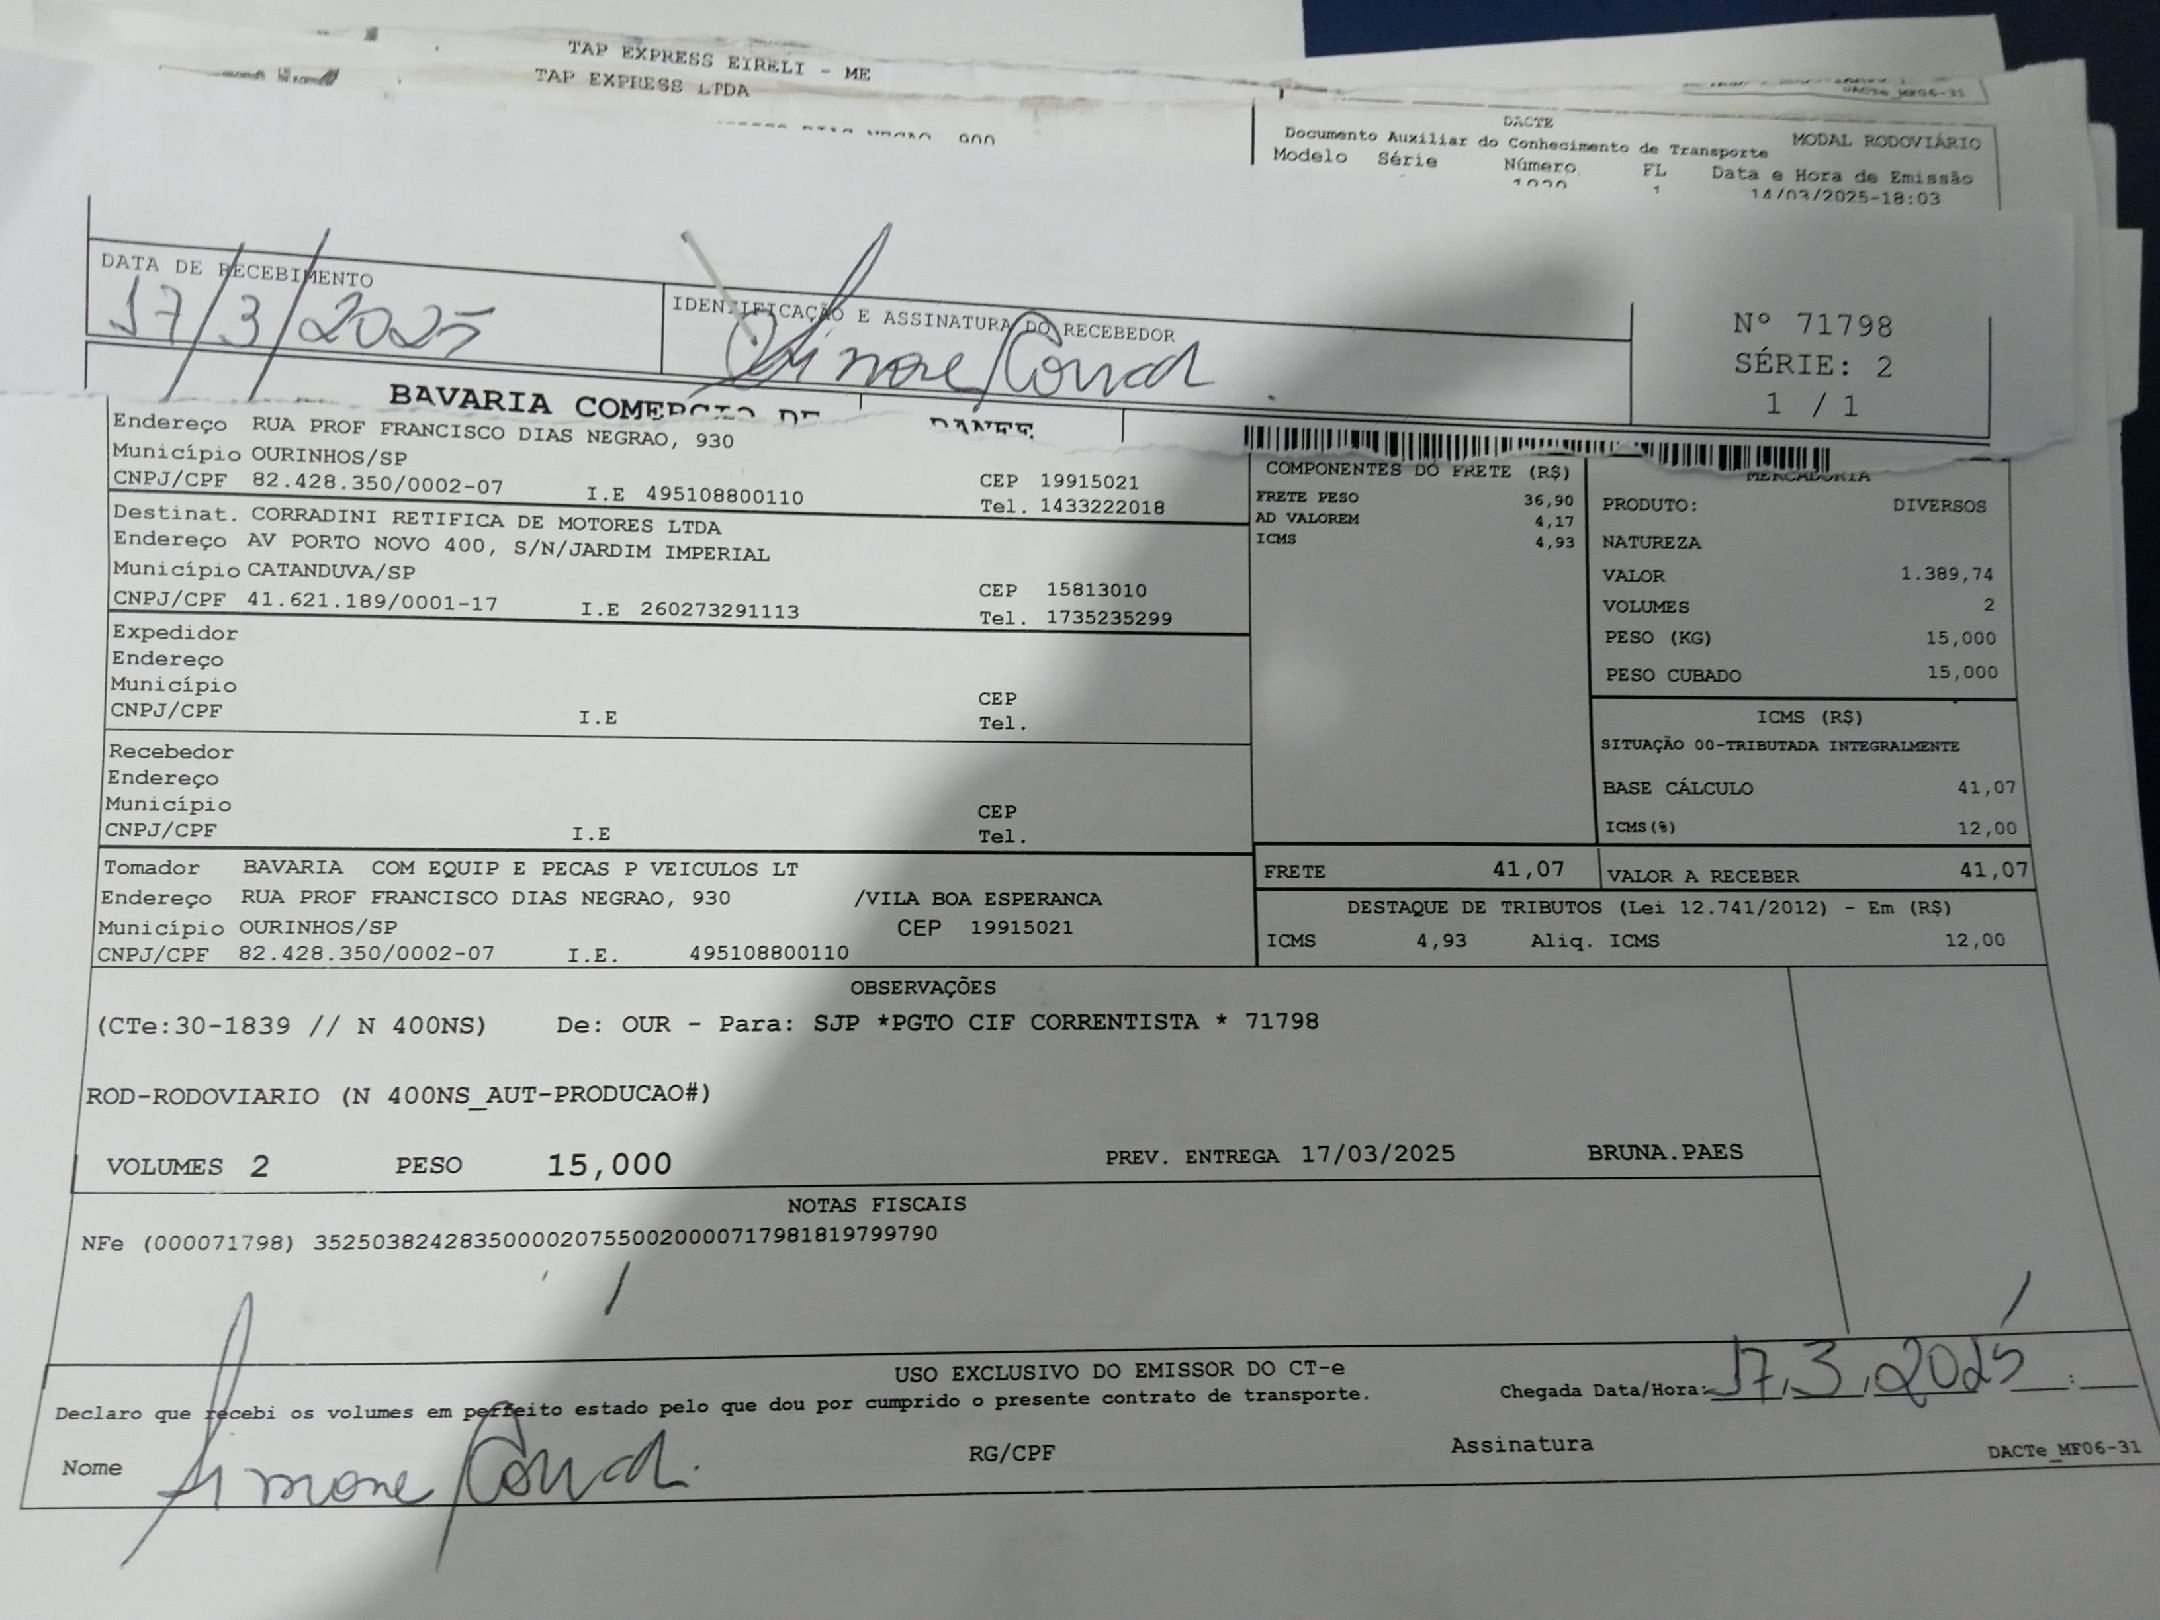 TAP EXPRESS EIRELI - ME
TAP EXPRESS LTDA
DACTE
Documento Auxiliar do Conhecimento de Transporte
MODAL RODOVIÁRIO
Modelo Série Número FL Data e Hora de Emissão
14/03/2025-18:03
DATA DE RECEBIMENTO
17/3/2025
IDENTIFICAÇÃO E ASSINATURA DO RECEBEDOR
Simone
Nº 71798
SÉRIE: 2
1 / 1
BAVARIA COMERCIO DE
DANFE
Endereço RUA PROF FRANCISCO DIAS NEGRAO, 930
Município OURINHOS/SP
CEP 19915021
CNPJ/CPF 82.428.350/0002-07 I.E 495108800110 Tel. 1433222018
Destinat. CORRADINI RETIFICA DE MOTORES LTDA
Endereço AV PORTO NOVO 400, S/N/JARDIM IMPERIAL
Município CATANDUVA/SP CEP 15813010
CNPJ/CPF 41.621.189/0001-17 I.E 260273291113 Tel. 1735235299
Expedidor
Endereço
Município CEP
CNPJ/CPF I.E Tel.
Recebedor
Endereço
Município CEP
CNPJ/CPF I.E Tel.
Tomador BAVARIA COM EQUIP E PECAS P VEICULOS LT
Endereço RUA PROF FRANCISCO DIAS NEGRAO, 930 /VILA BOA ESPERANCA
Município OURINHOS/SP CEP 19915021
CNPJ/CPF 82.428.350/0002-07 I.E. 495108800110
COMPONENTES DO FRETE (R$)
FRETE PESO 36,90
AD VALOREM 4,17
ICMS 4,93
MERCADORIA
PRODUTO: DIVERSOS
NATUREZA
VALOR 1.389,74
VOLUMES 2
PESO (KG) 15,000
PESO CUBADO 15,000
ICMS (R$)
SITUAÇÃO 00-TRIBUTADA INTEGRALMENTE
BASE CÁLCULO 41,07
ICMS(%) 12,00
FRETE 41,07 VALOR A RECEBER 41,07
DESTAQUE DE TRIBUTOS (Lei 12.741/2012) - Em (R$)
ICMS 4,93 Aliq. ICMS 12,00
OBSERVAÇÕES
(CTe:30-1839 // N 400NS) De: OUR - Para: SJP *PGTO CIF CORRENTISTA * 71798
ROD-RODOVIARIO (N 400NS_AUT-PRODUCAO#)
VOLUMES 2 PESO 15,000 PREV. ENTREGA 17/03/2025 BRUNA.PAES
NOTAS FISCAIS
NFe (000071798) 35250382428350000207550020000717981819799790
USO EXCLUSIVO DO EMISSOR DO CT-e
Declaro que recebi os volumes em perfeito estado pelo que dou por cumprido o presente contrato de transporte.
Chegada Data/Hora: 17,3,2025 :
Nome Simone RG/CPF Assinatura
DACTe_MF06-31